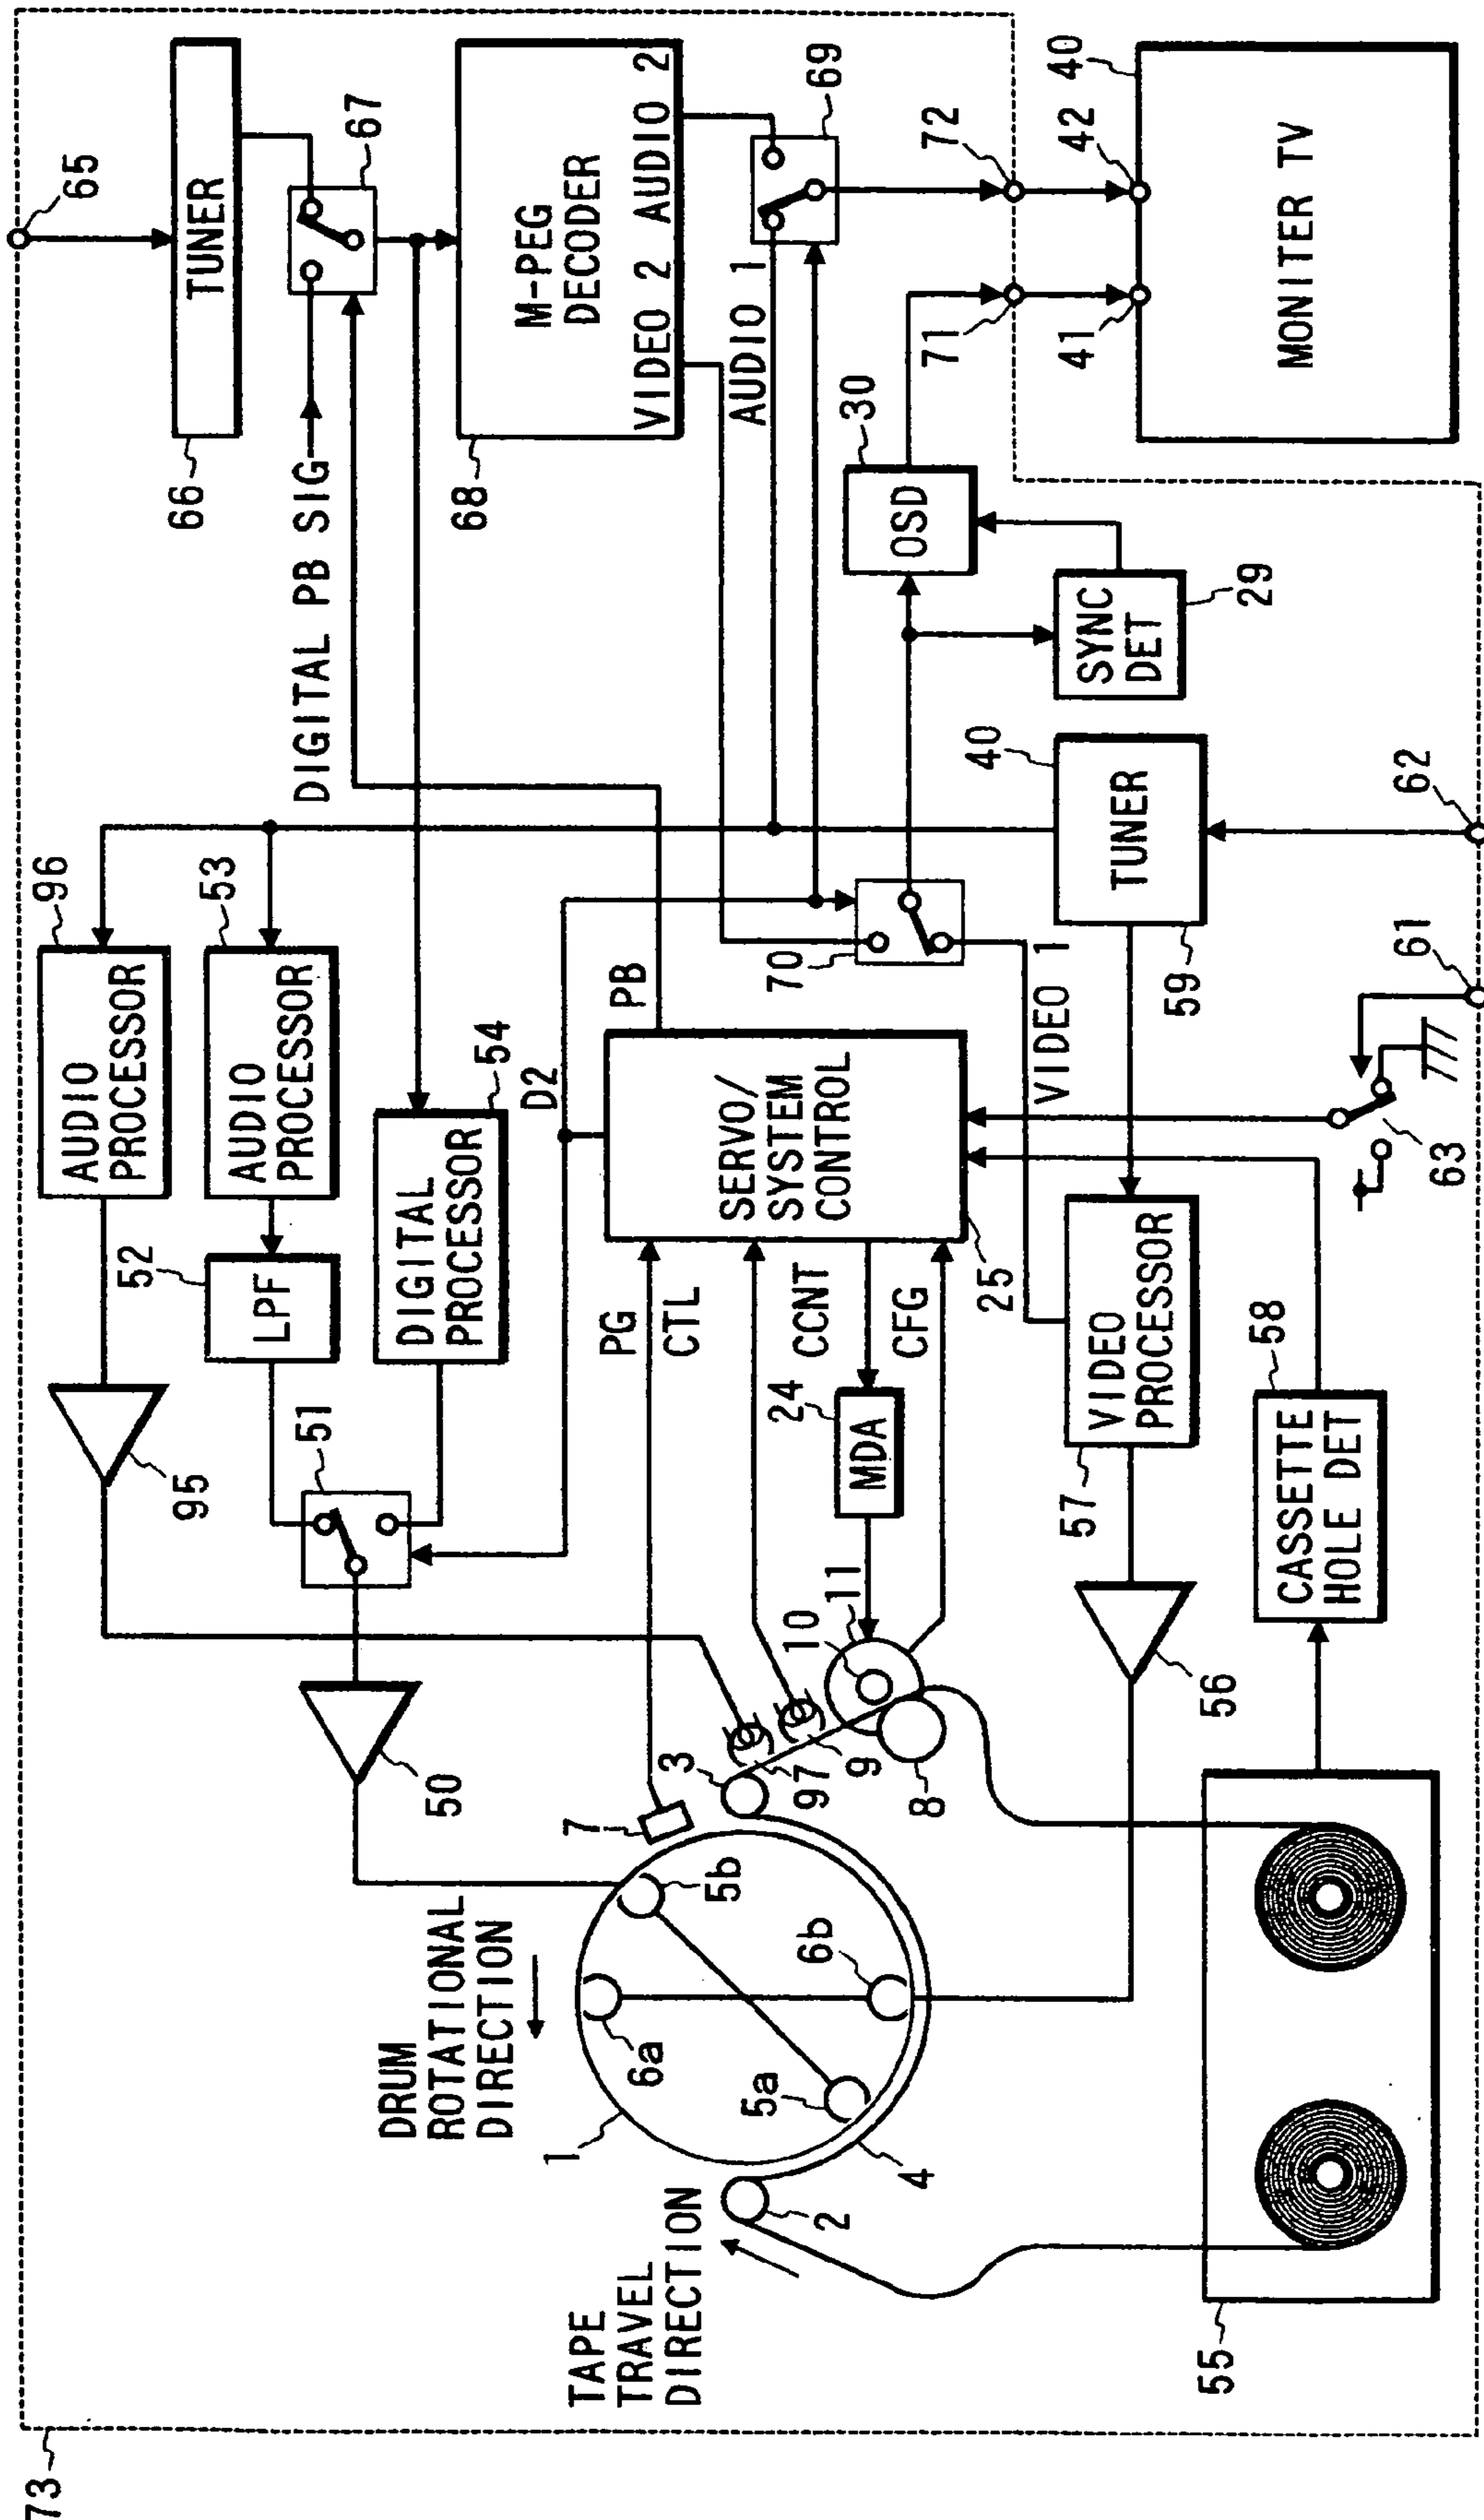 73
65
TUNER
66
67
DIGITAL PB SIG
M-PEG
DECODER
VIDEO 2 AUDIO 2
68
69
AUDIO 1
72
71
42
41
40
MONITER TV
30
OSD
SYNC
DET
29
40
TUNER
59
62
61
63
96
AUDIO
PROCESSOR
53
AUDIO
PROCESSOR
52
LPF
54
DIGITAL
PROCESSOR
D2
PB
70
SERVO/
SYSTEM
CONTROL
25
VIDEO 1
PG
CTL
CCNT
CFG
24
MDA
VIDEO
PROCESSOR
57
58
CASSETTE
HOLE DET
95
51
50
56
11
10
9
97
8
3
7
5b
6b
6a
5a
1
4
2
DRUM
ROTATIONAL
DIRECTION
TAPE
TRAVEL
DIRECTION
55